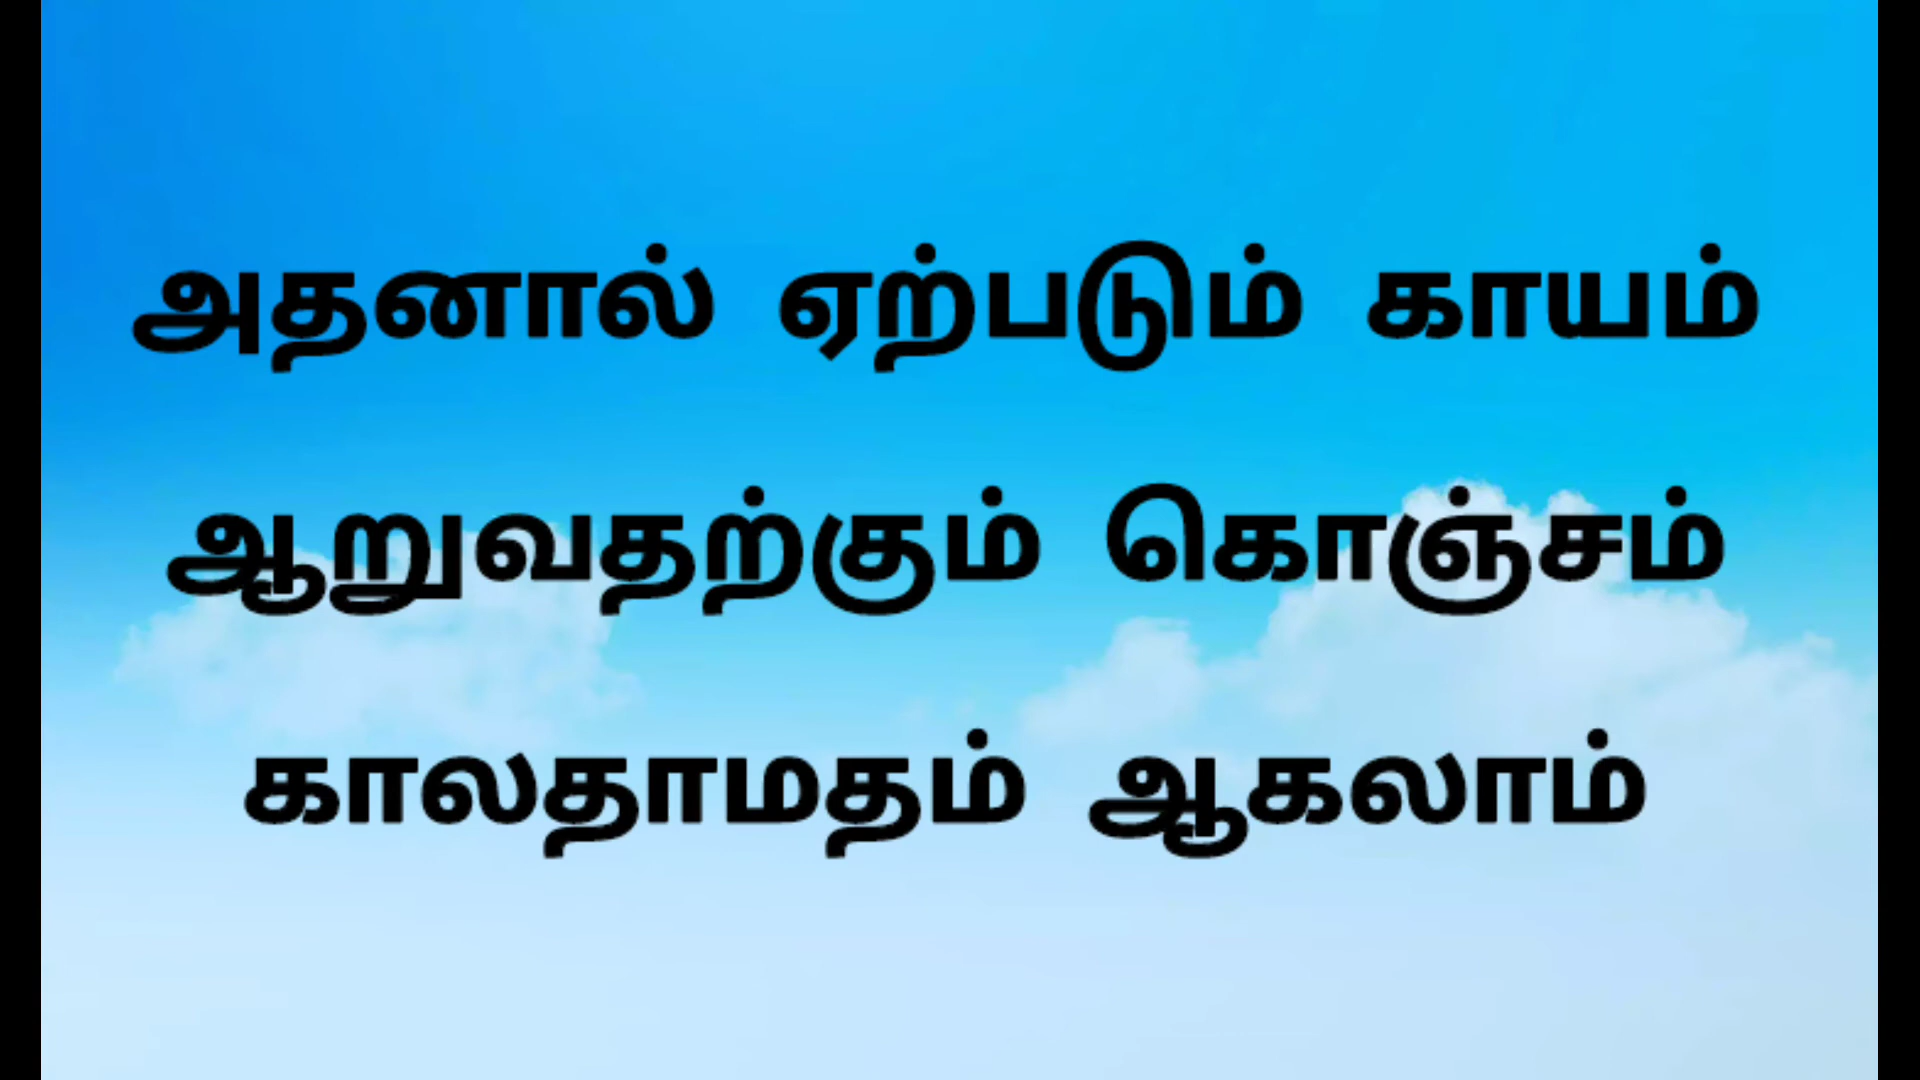 அதனால் ஏற்படும் காயம்
ஆறுவதற்கும் கொஞ்சம்
காலதாமதம் ஆகலாம்